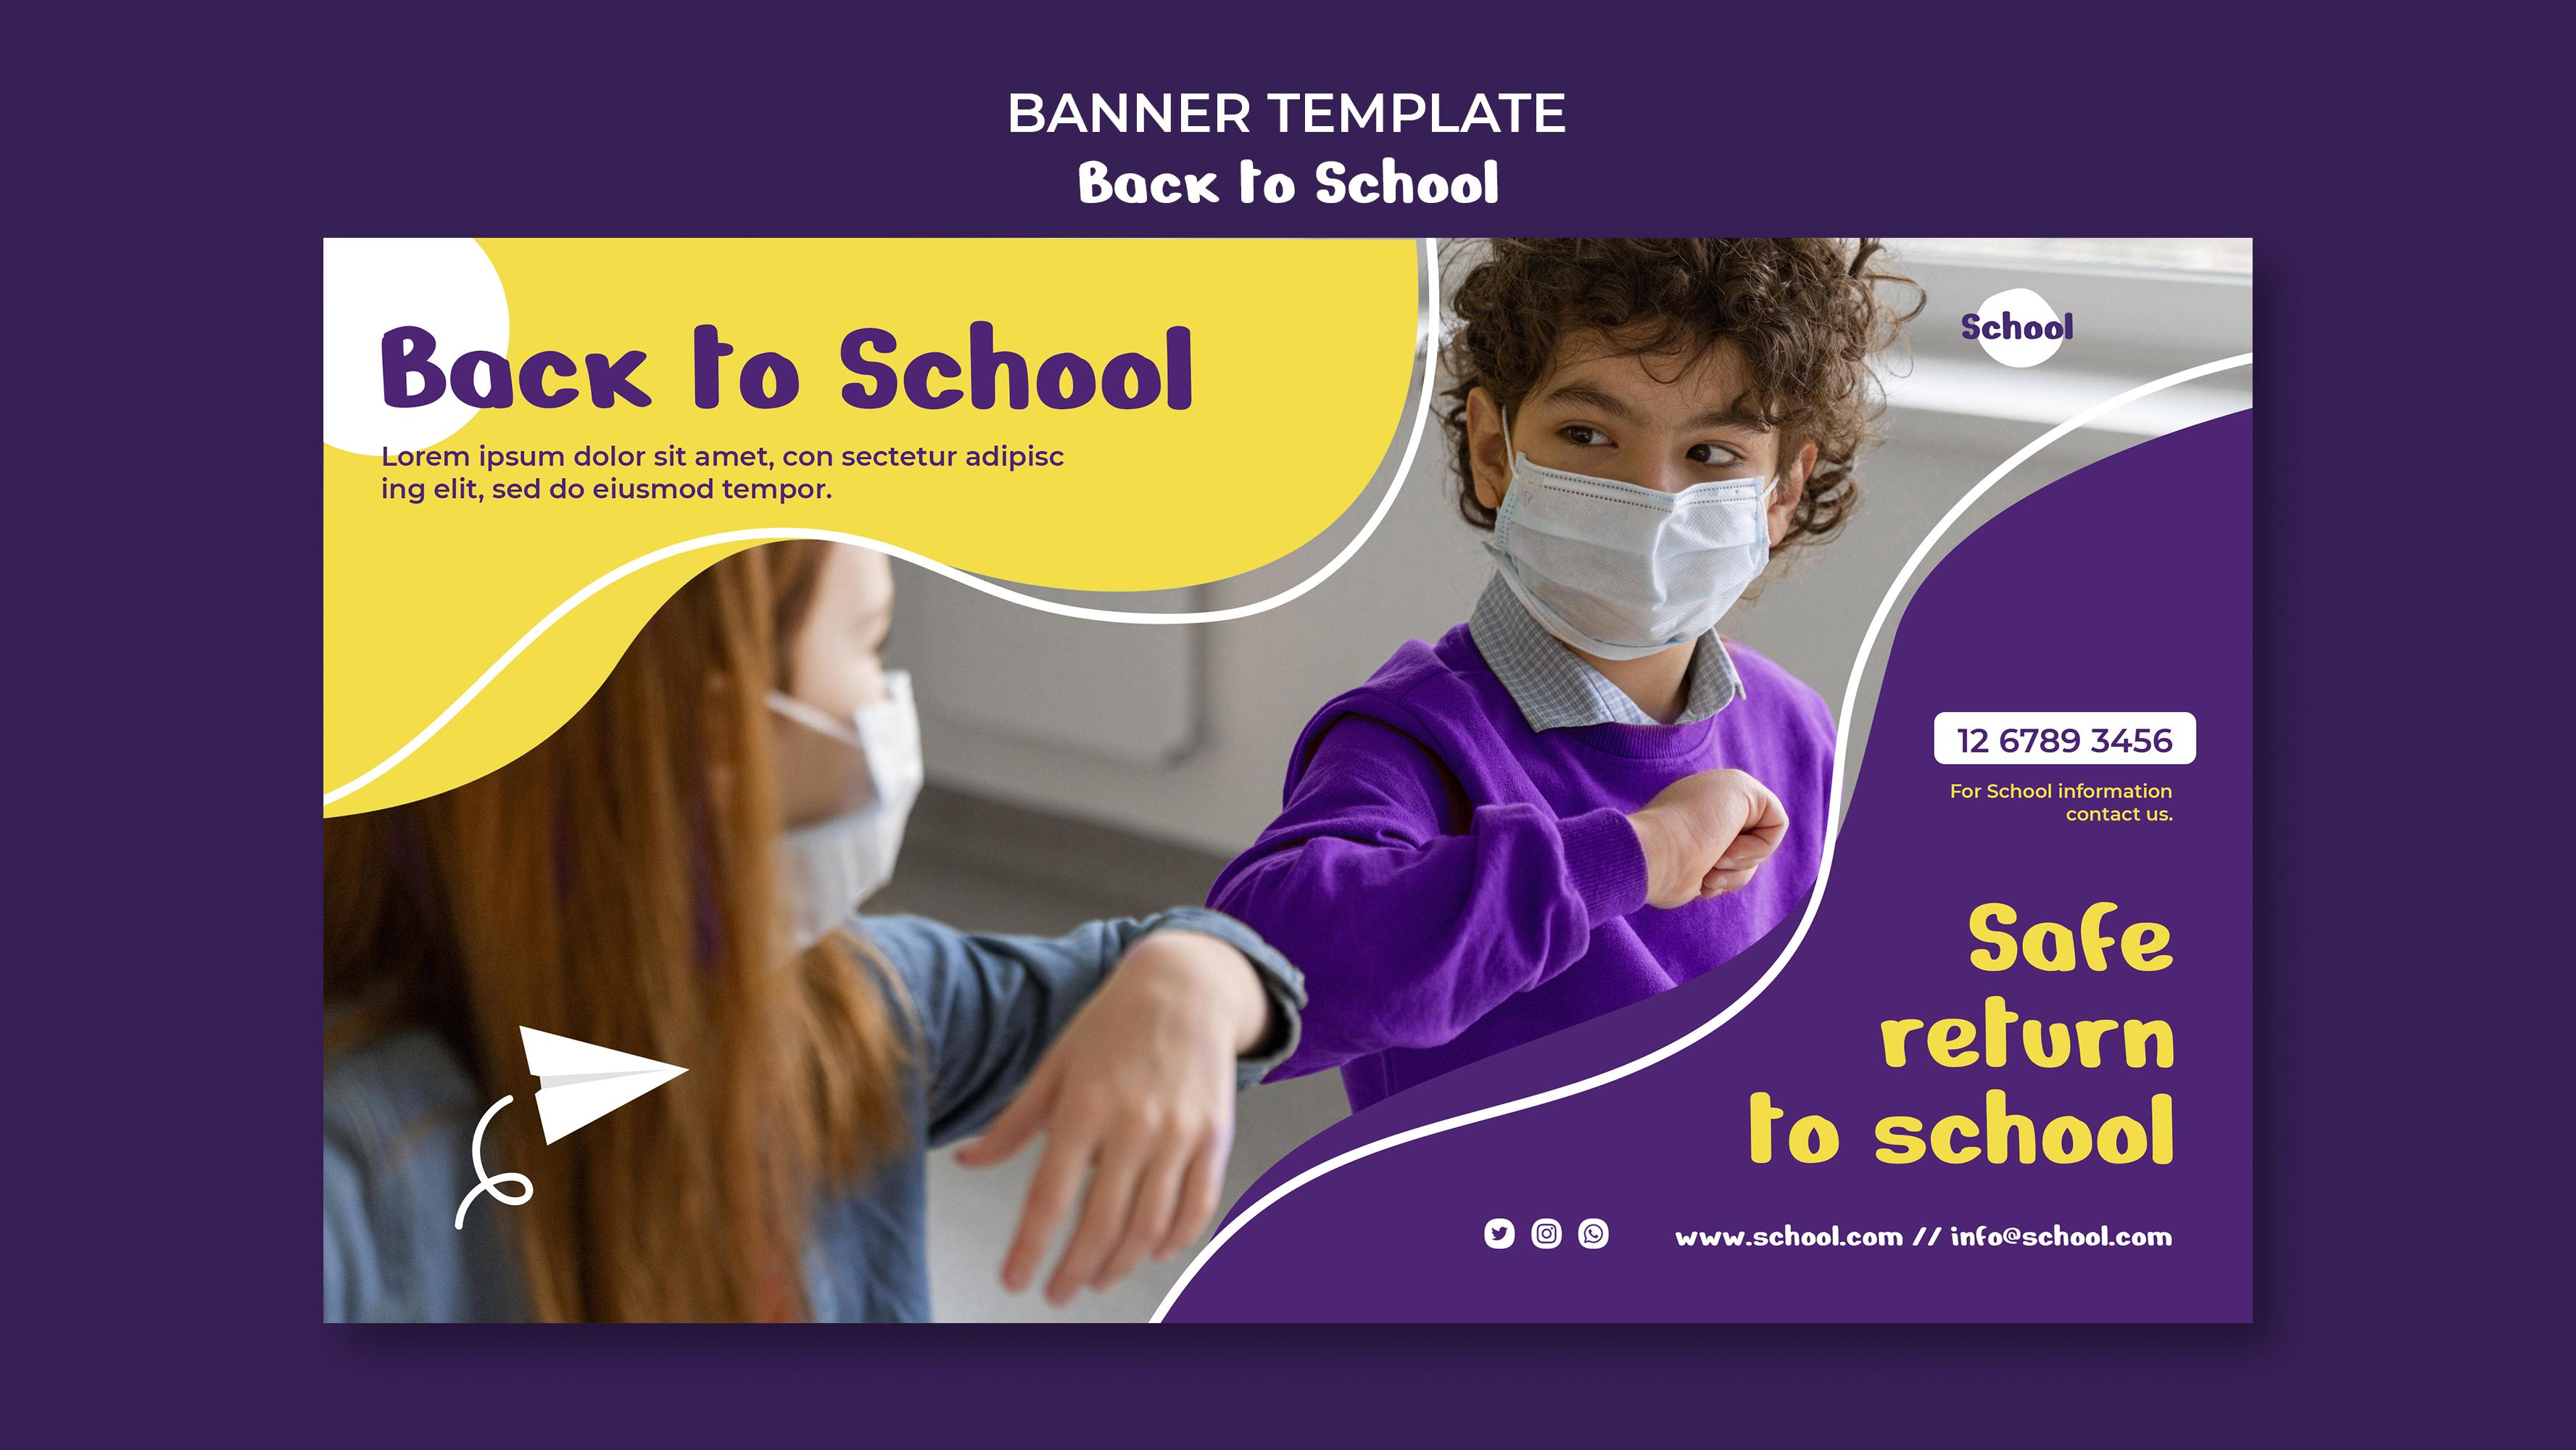 BANNER TEMPLATE
Back to School
Back to School
Lorem ipsum dolor sit amet, con sectetur adipisc
ing elit, sed do eiusmod tempor.
School
12 6789 3456
For School information
contact us.
Safe
return
to school
www.school.com // info@school.com